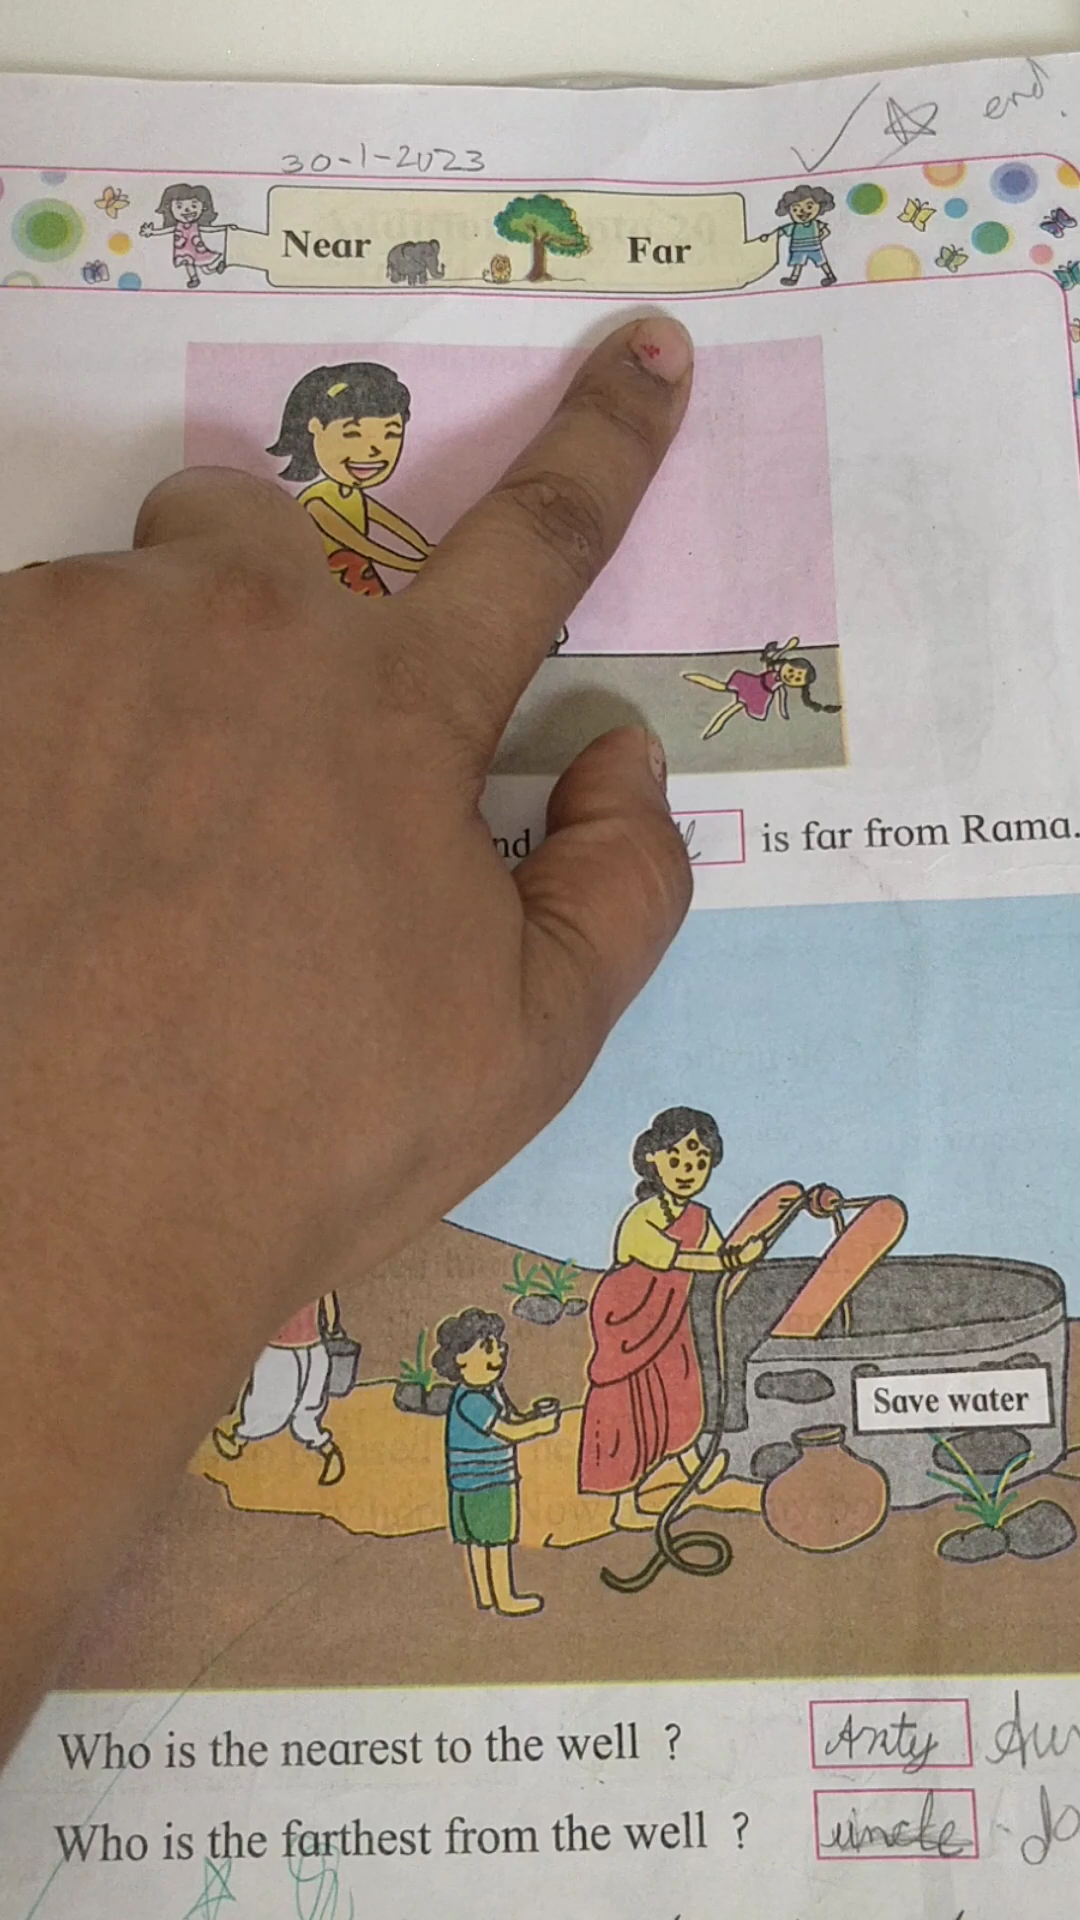 end.
30-1-2023
Near Far
nd is far from Rama.
Save water
Who is the nearest to the well ? Anty
Who is the farthest from the well ? uncle